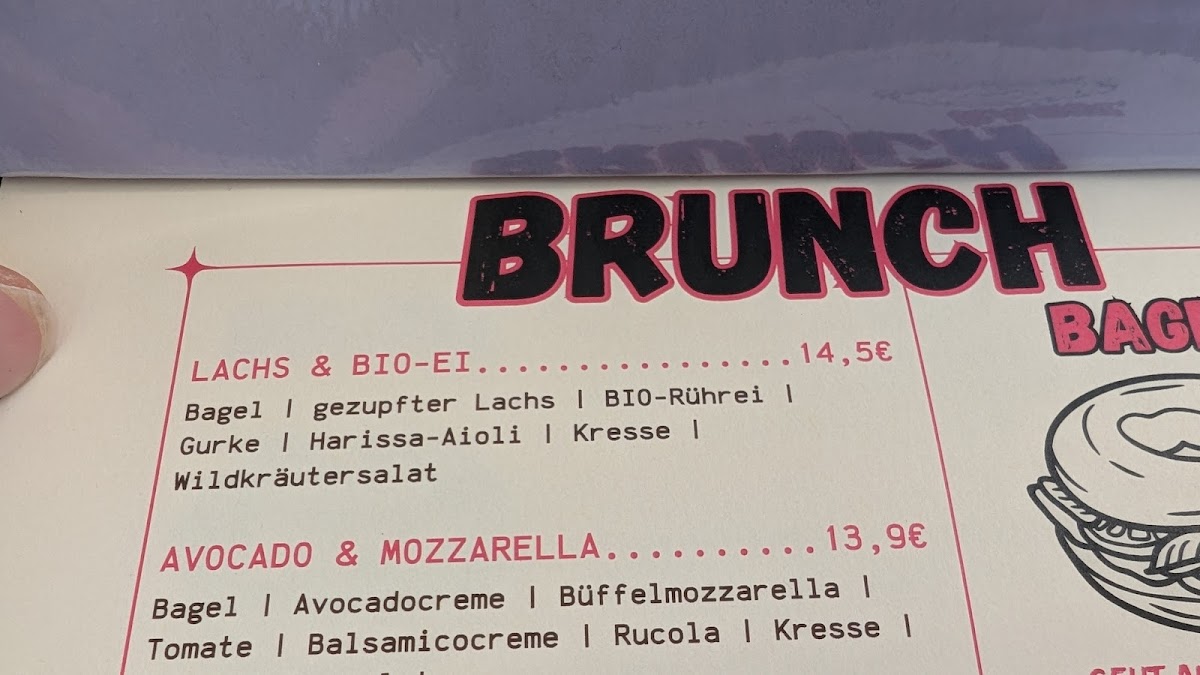 BRUNCH
LACHS & BIO-EI................14,5€
Bagel | gezupfter Lachs | BIO-Rührei |
Gurke | Harissa-Aioli | Kresse |
Wildkräutersalat
AVOCADO & MOZZARELLA..........13,9€
Bagel | Avocadocreme | Büffelmozzarella |
Tomate | Balsamicocreme | Rucola | Kresse |